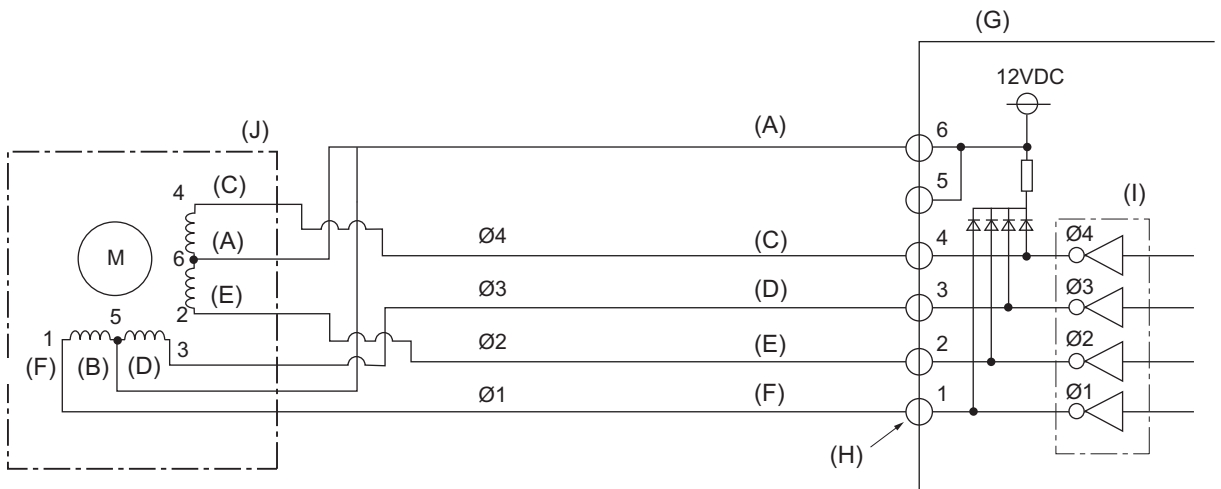 (G)
12VDC
(J) (A) 6
5 (I)
4 (C)
Ø4 (C) 4 Ø4
M 6 (A)
(E) Ø3 (D) 3 Ø3
1 5 2
3 Ø2 (E) 2 Ø2
(F) (B) (D)
Ø1 (F) 1 Ø1
(H)